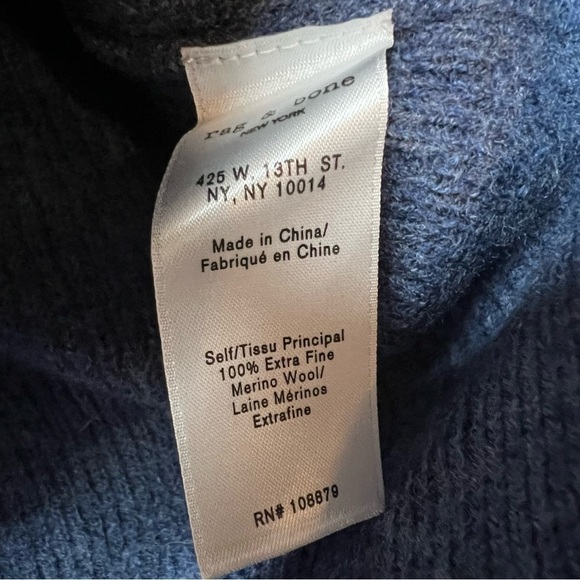 rag & bone
NEW YORK
425 W. 13TH ST.
NY, NY 10014
Made in China/
Fabriqué en Chine
Self/Tissu Principal
100% Extra Fine
Merino Wool/
Laine Mérinos
Extrafine
RN# 108879